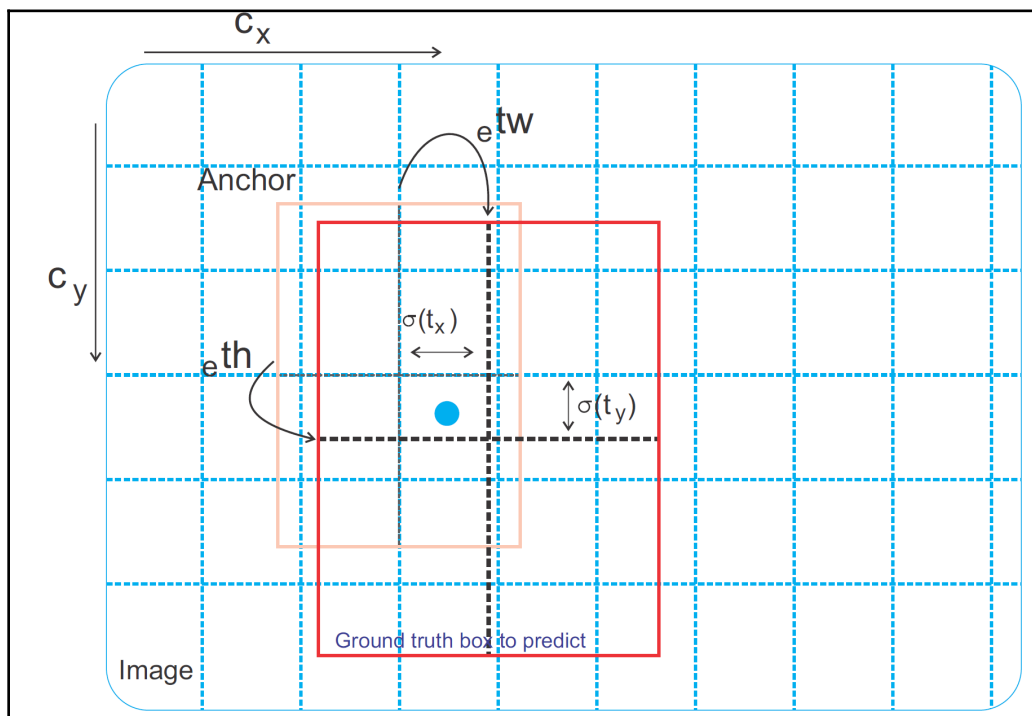 cx
etw
Anchor
cy
σ(tx)
eth
σ(ty)
Ground truth box to predict
Image